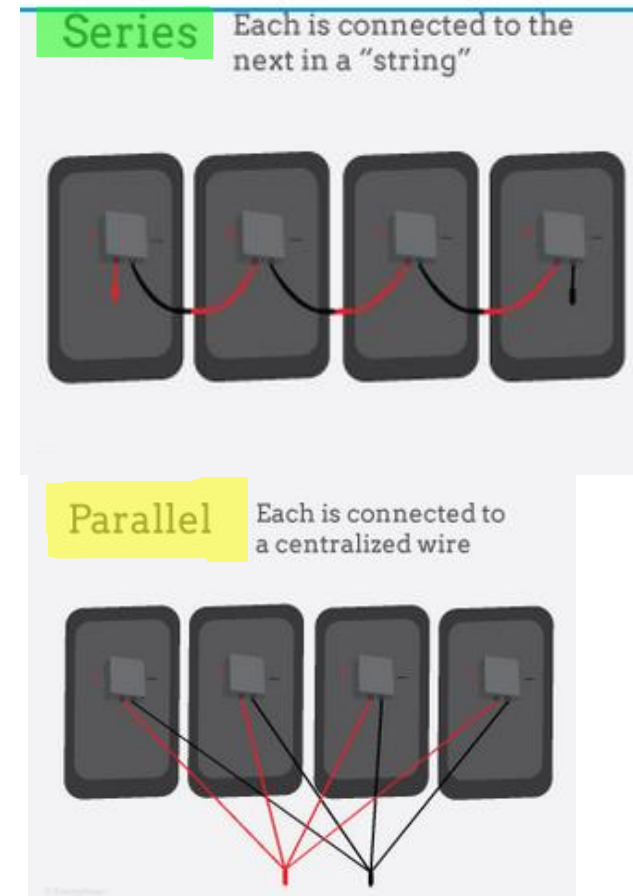 Series
Each is connected to the
next in a "string"
Parallel
Each is connected to
a centralized wire